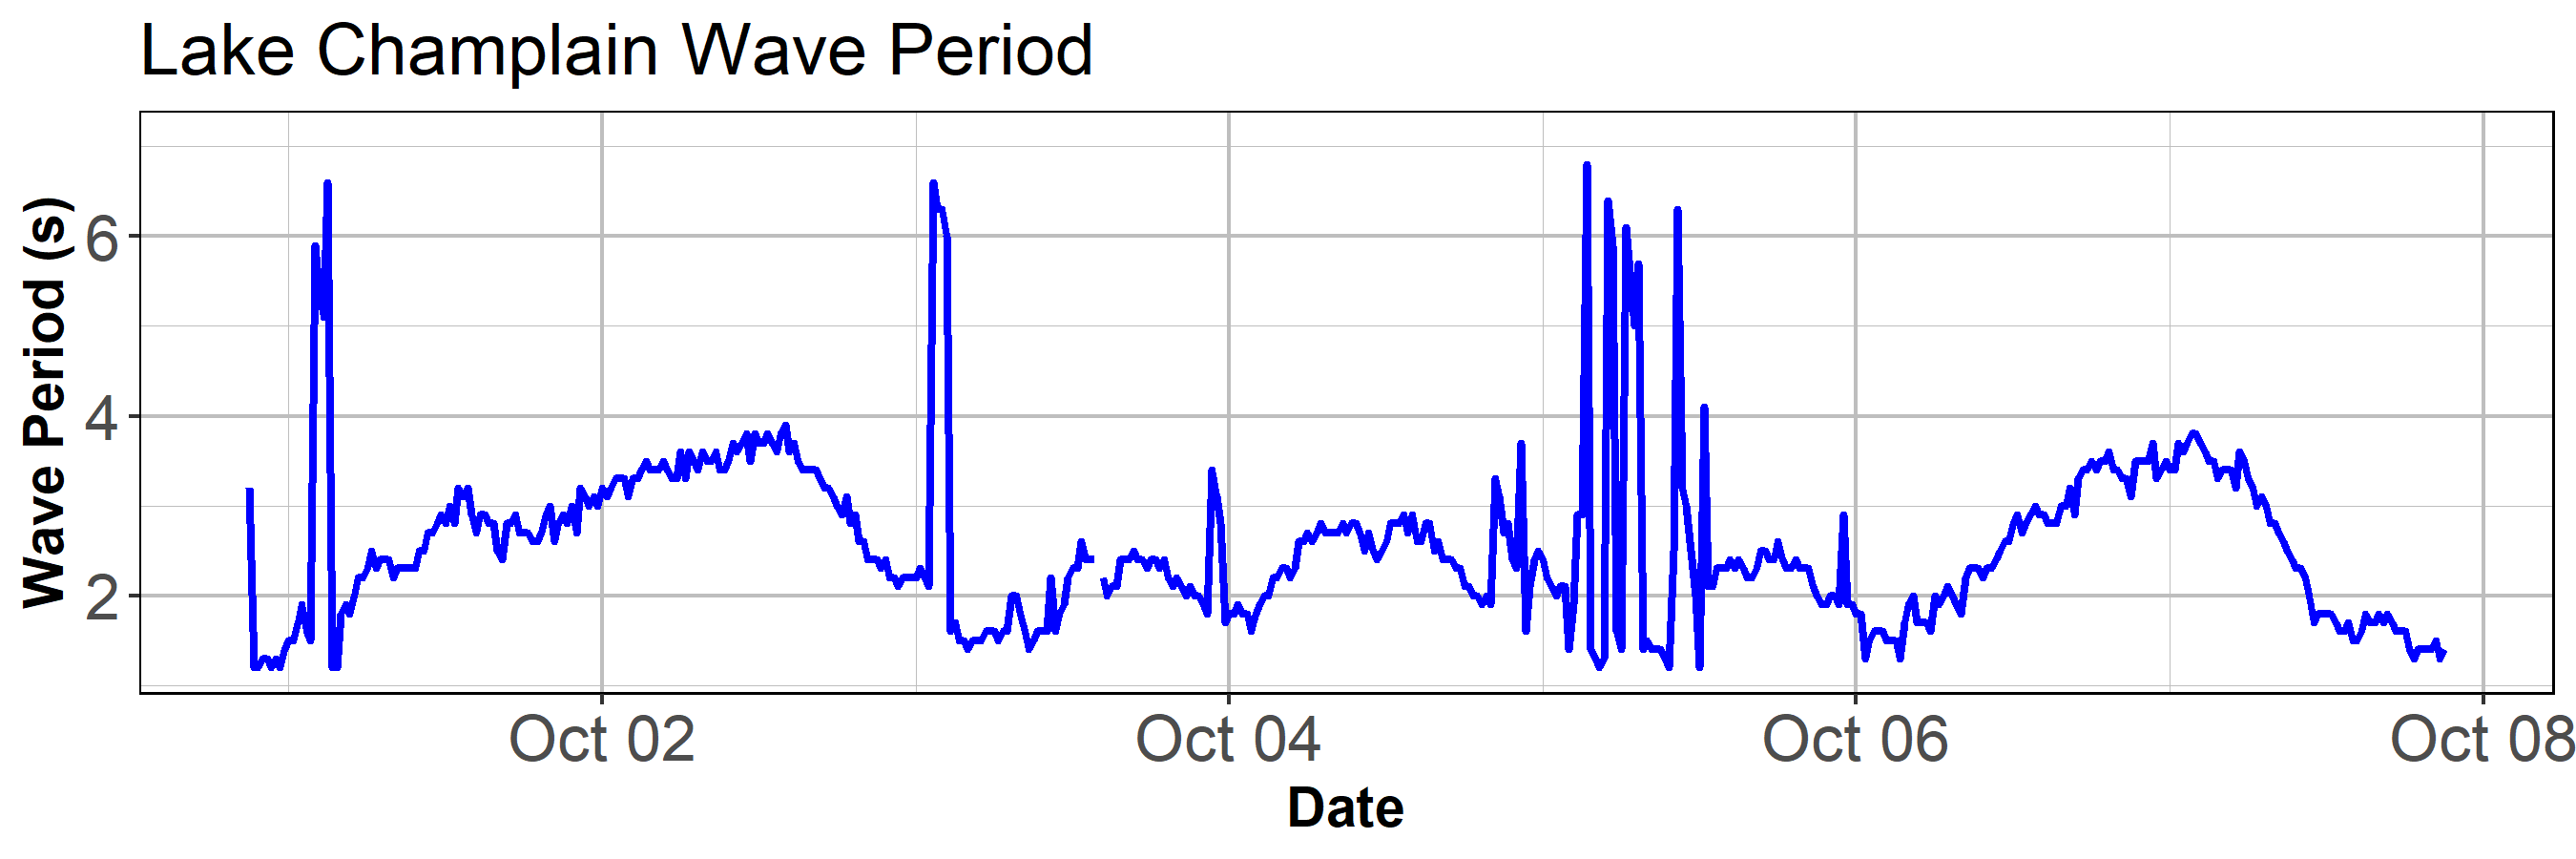 Lake Champlain Wave Period
Wave Period (s)
6
4
2
Oct 02
Oct 04
Oct 06
Oct 08
Date